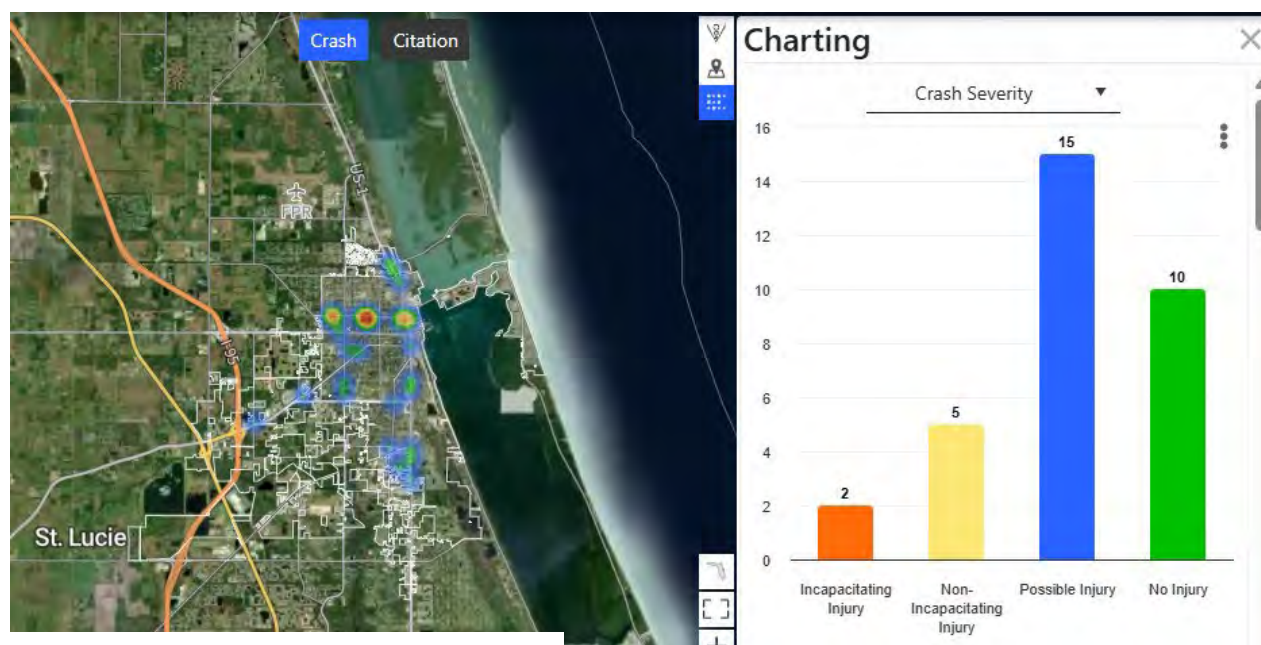 Crash
Citation
US-1
FPR
I-95
St. Lucie
Charting
Crash Severity
16
14
12
10
8
6
4
2
0
2
5
15
10
Incapacitating
Injury
Non-
Incapacitating
Injury
Possible Injury
No Injury